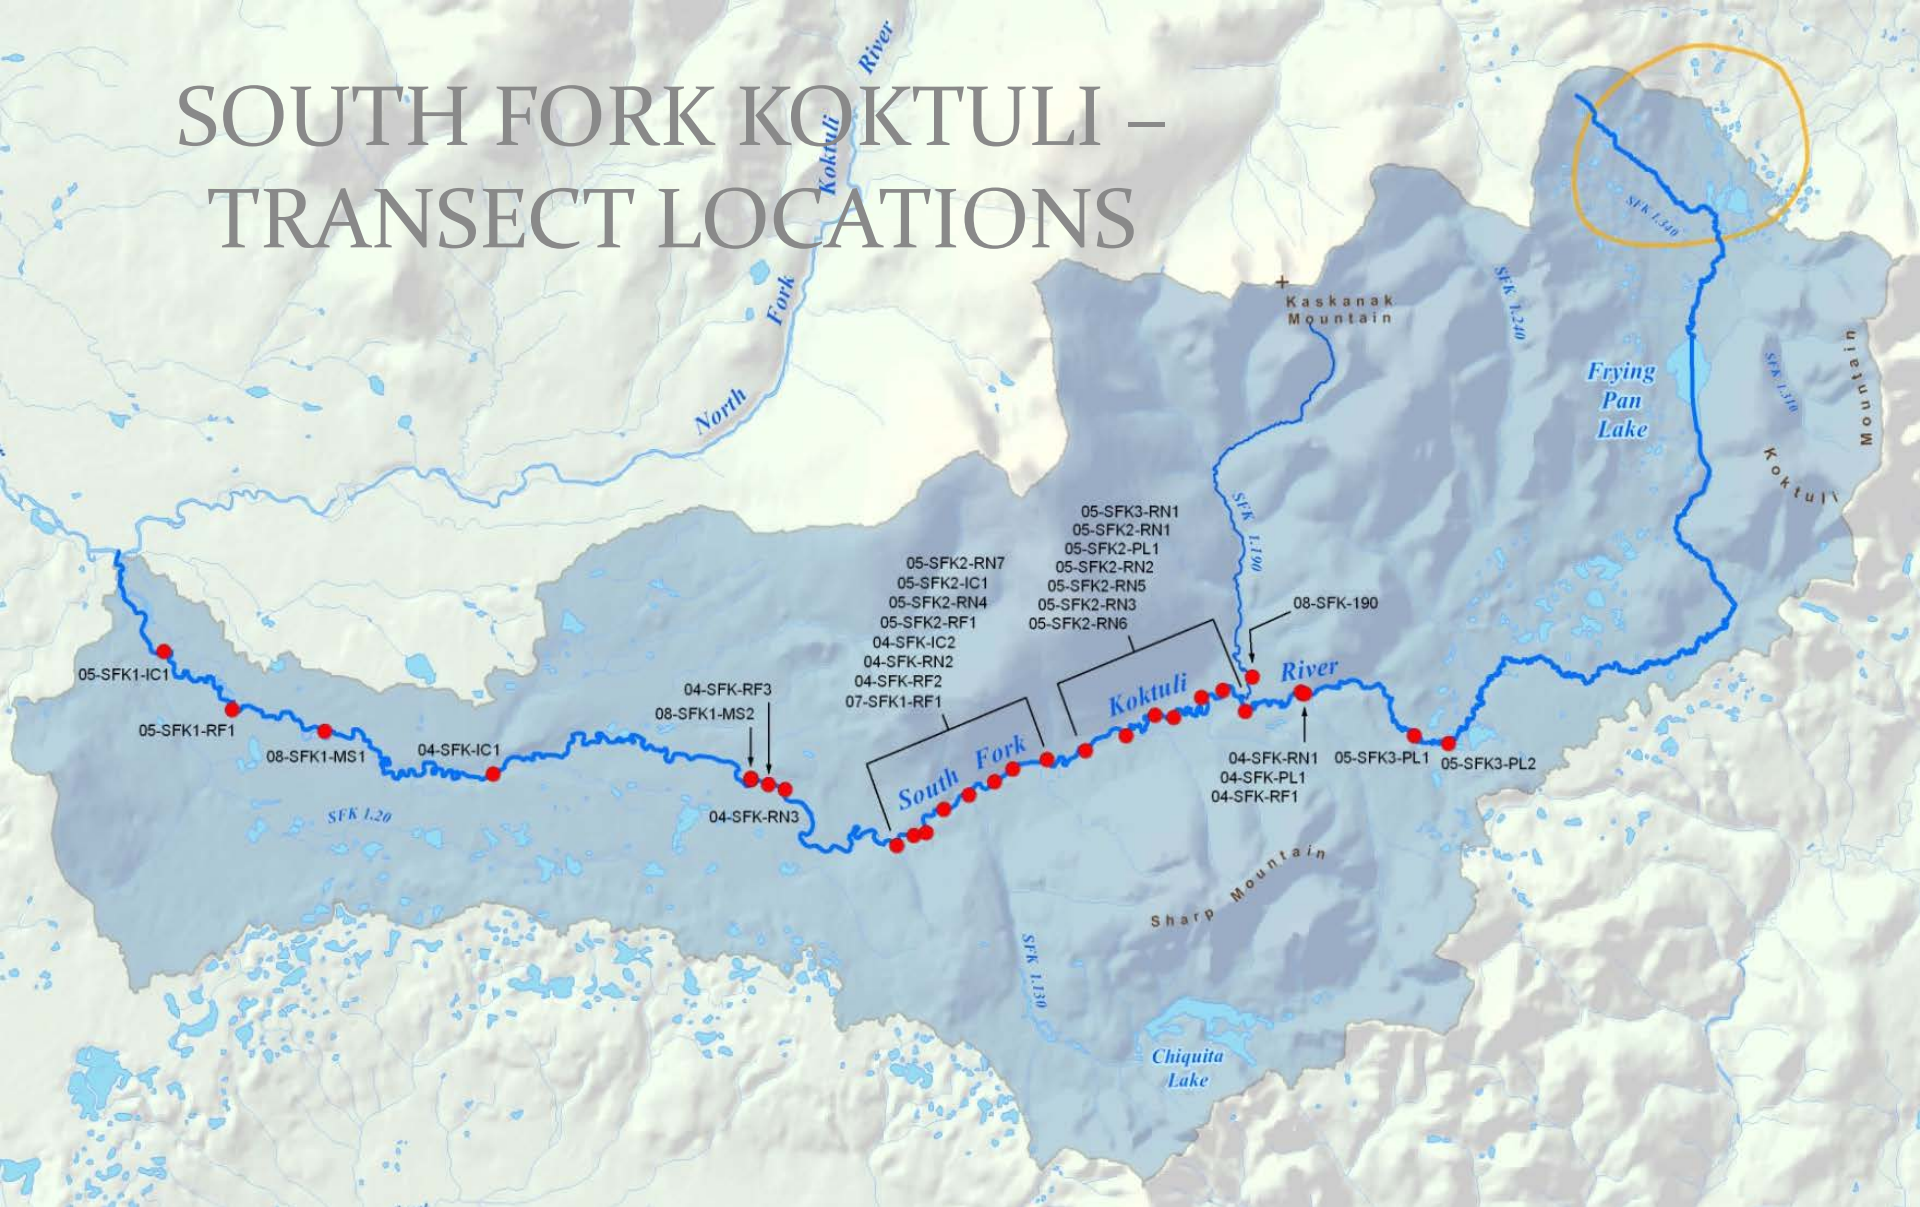 SOUTH FORK KOKTULI –
TRANSECT LOCATIONS
River
Koktuli
Fork
North
Kaskanak
Mountain
SFK 1.340
SFK 1.240
Frying
Pan
Lake
SFK 1.310
Mountain
Koktuli
SFK 1.190
05-SFK3-RN1
05-SFK2-RN1
05-SFK2-PL1
05-SFK2-RN2
05-SFK2-RN5
05-SFK2-RN3
05-SFK2-RN6
05-SFK2-RN7
05-SFK2-IC1
05-SFK2-RN4
05-SFK2-RF1
04-SFK-IC2
04-SFK-RN2
04-SFK-RF2
07-SFK1-RF1
08-SFK-190
05-SFK1-IC1
05-SFK1-RF1
08-SFK1-MS1
04-SFK-IC1
04-SFK-RF3
08-SFK1-MS2
04-SFK-RN3
South Fork Koktuli River
04-SFK-RN1
04-SFK-PL1
04-SFK-RF1
05-SFK3-PL1
05-SFK3-PL2
SFK 1.20
Sharp Mountain
SFK 1.130
Chiquita
Lake